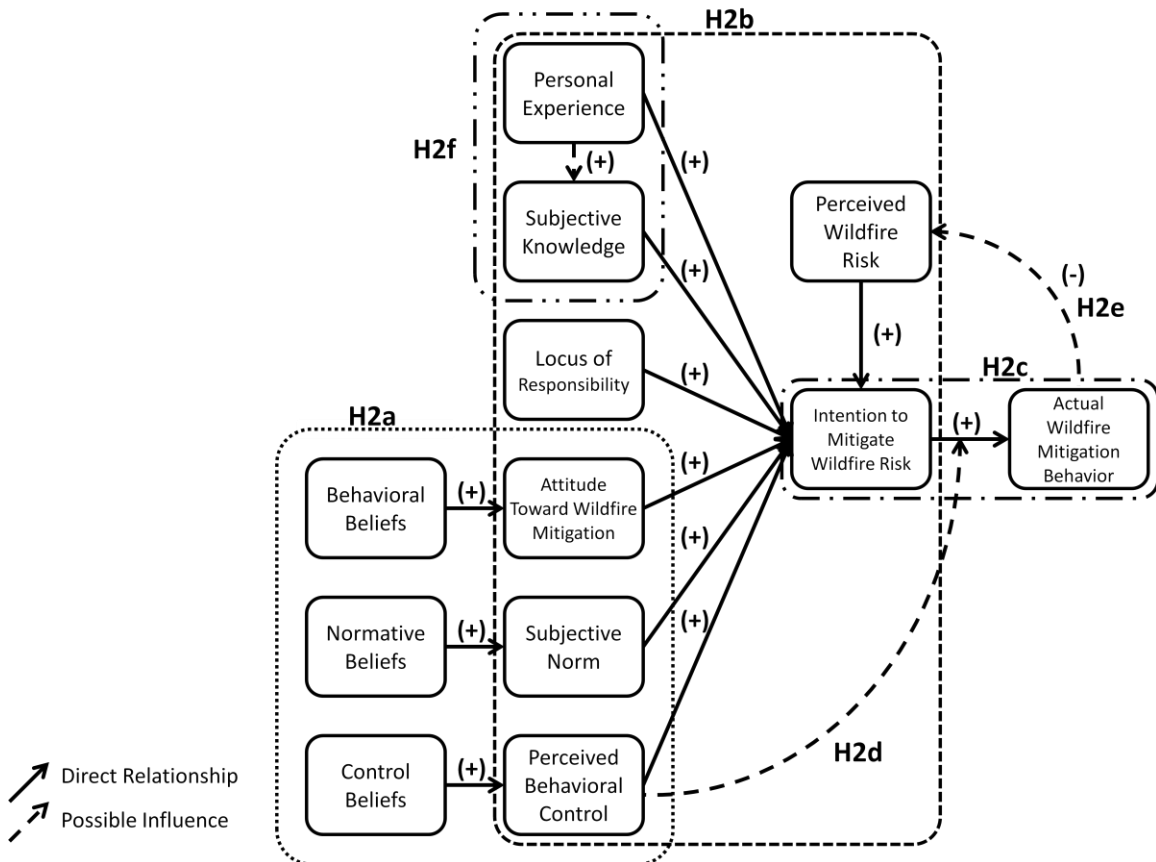 H2b
Personal
Experience
H2f
(+)
(+)
Subjective
Knowledge
(+)
Perceived
Wildfire
Risk
(-)
H2e
(+)
Locus of
Responsibility
(+)
H2c
H2a
Intention to
Mitigate
Wildfire Risk
(+)
Actual
Wildfire
Mitigation
Behavior
Behavioral
Beliefs
(+)
Attitude
Toward Wildfire
Mitigation
(+)
(+)
Normative
Beliefs
(+)
Subjective
Norm
(+)
H2d
Control
Beliefs
(+)
Perceived
Behavioral
Control
Direct Relationship
Possible Influence